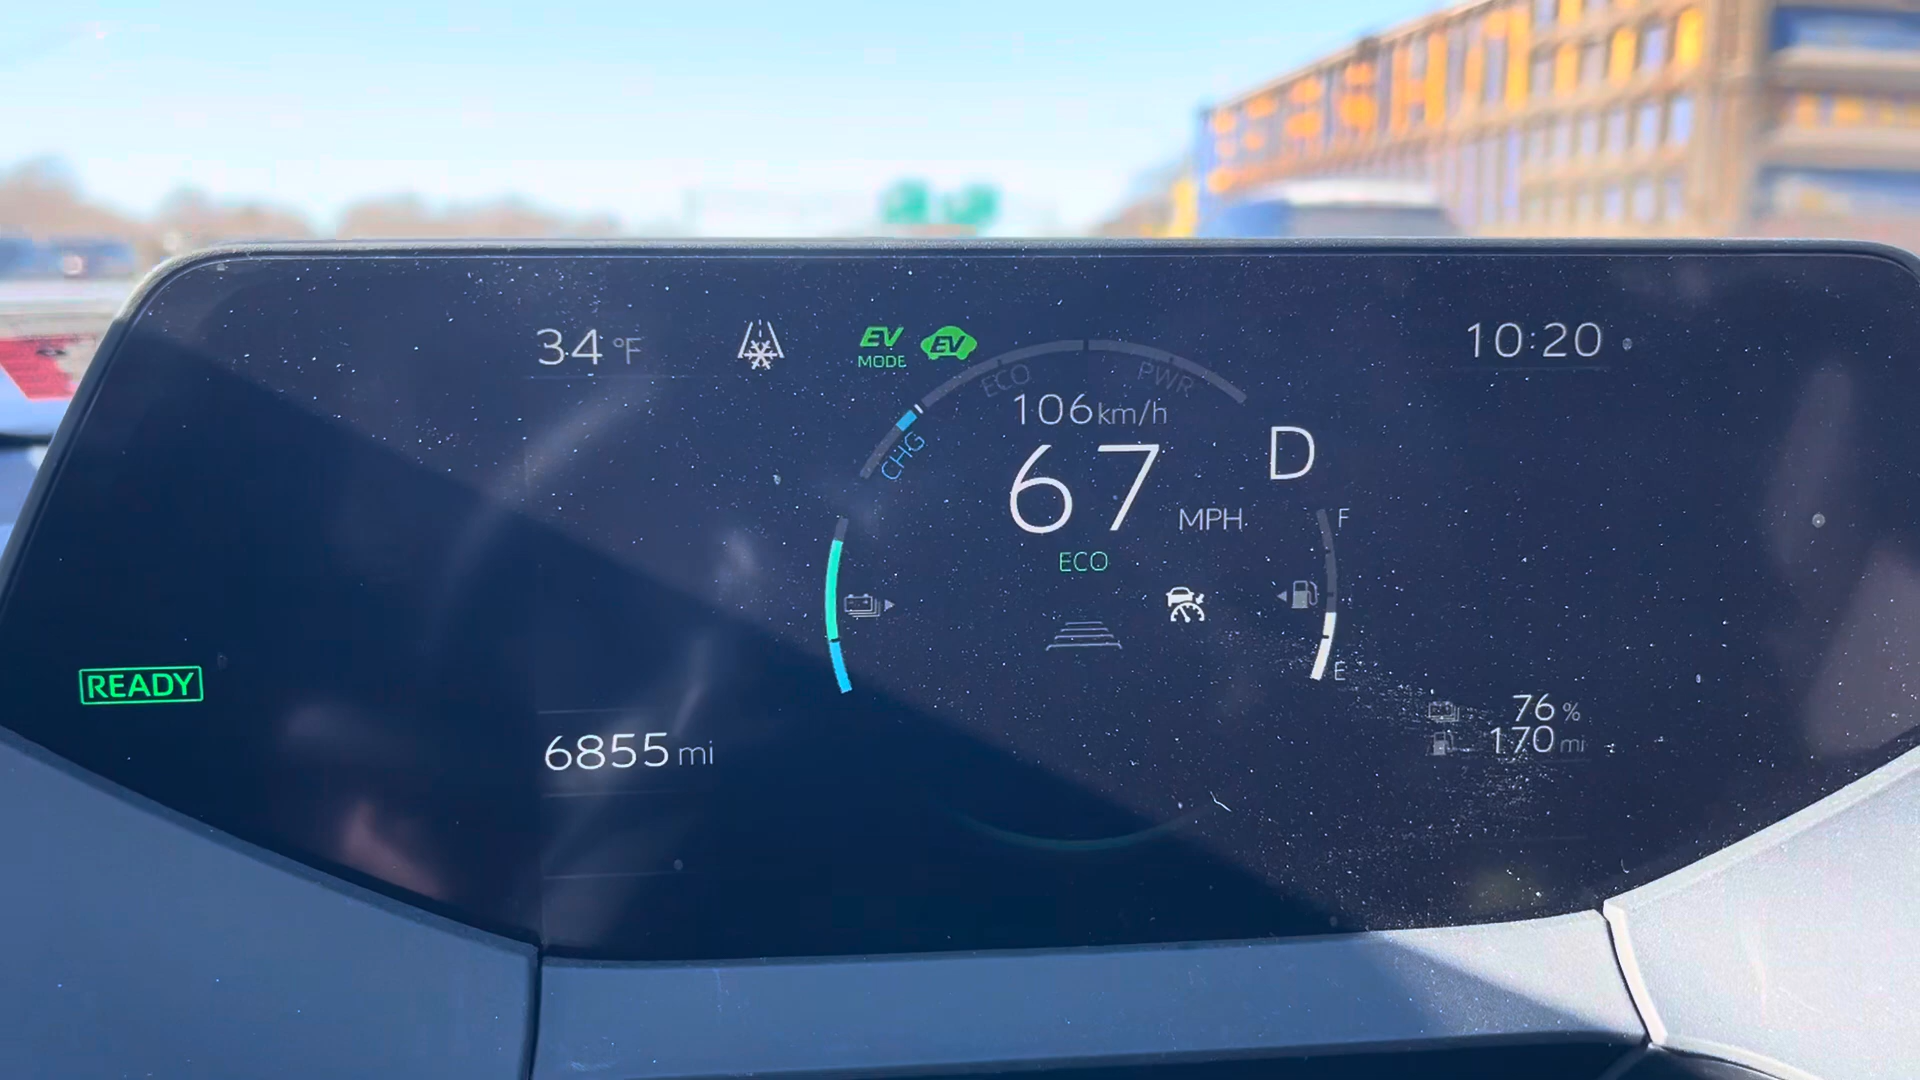 34 °F
EV
MODE
EV
10:20
ECO
PWR
106 km/h
CHG
67 MPH
D
ECO
F
E
READY
76 %
170 mi
6855 mi